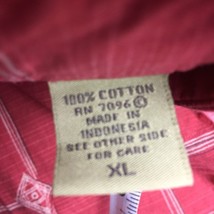 100% COTTON
RN 7096 ©
MADE IN
INDONESIA
SEE OTHER SIDE
FOR CARE
XL